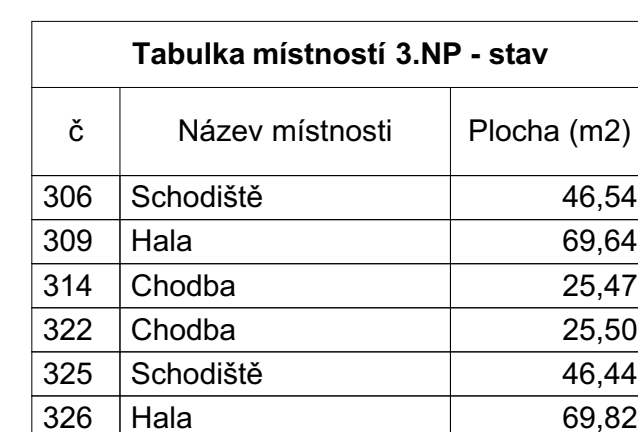 Tabulka místností 3.NP - stav
č Název místnosti Plocha (m2)
306 Schodiště 46,54
309 Hala 69,64
314 Chodba 25,47
322 Chodba 25,50
325 Schodiště 46,44
326 Hala 69,82